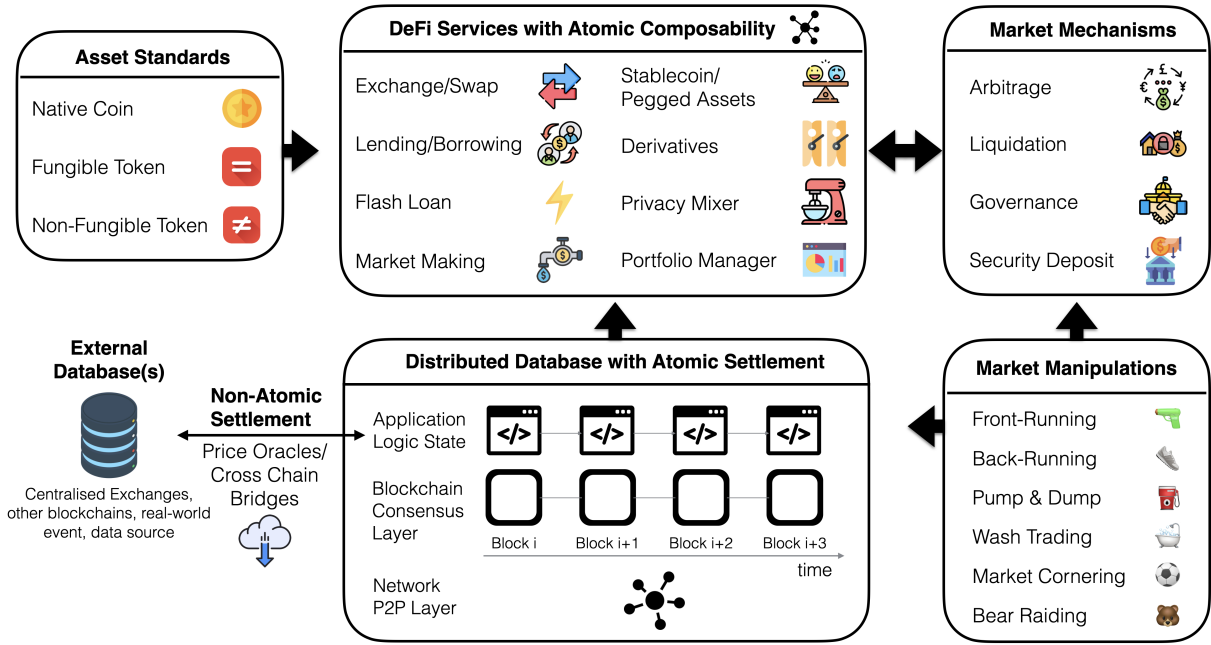 Asset Standards
Native Coin
Fungible Token
=
Non-Fungible Token
≠
DeFi Services with Atomic Composability
Exchange/Swap
Lending/Borrowing
$
Flash Loan
Market Making
$
$
Stablecoin/
Pegged Assets
Derivatives
Privacy Mixer
Portfolio Manager
Market Mechanisms
Arbitrage
£
€ ••• ¥
$
Liquidation
$
Governance
Security Deposit
$
External
Database(s)
Centralised Exchanges,
other blockchains, real-world
event, data source
Non-Atomic
Settlement
Price Oracles/
Cross Chain
Bridges
Distributed Database with Atomic Settlement
Application
Logic State
</> </> </> </>
Blockchain
Consensus
Layer
Block i Block i+1 Block i+2 Block i+3
time
Network
P2P Layer
Market Manipulations
Front-Running
Back-Running
Pump & Dump
Wash Trading
Market Cornering
Bear Raiding